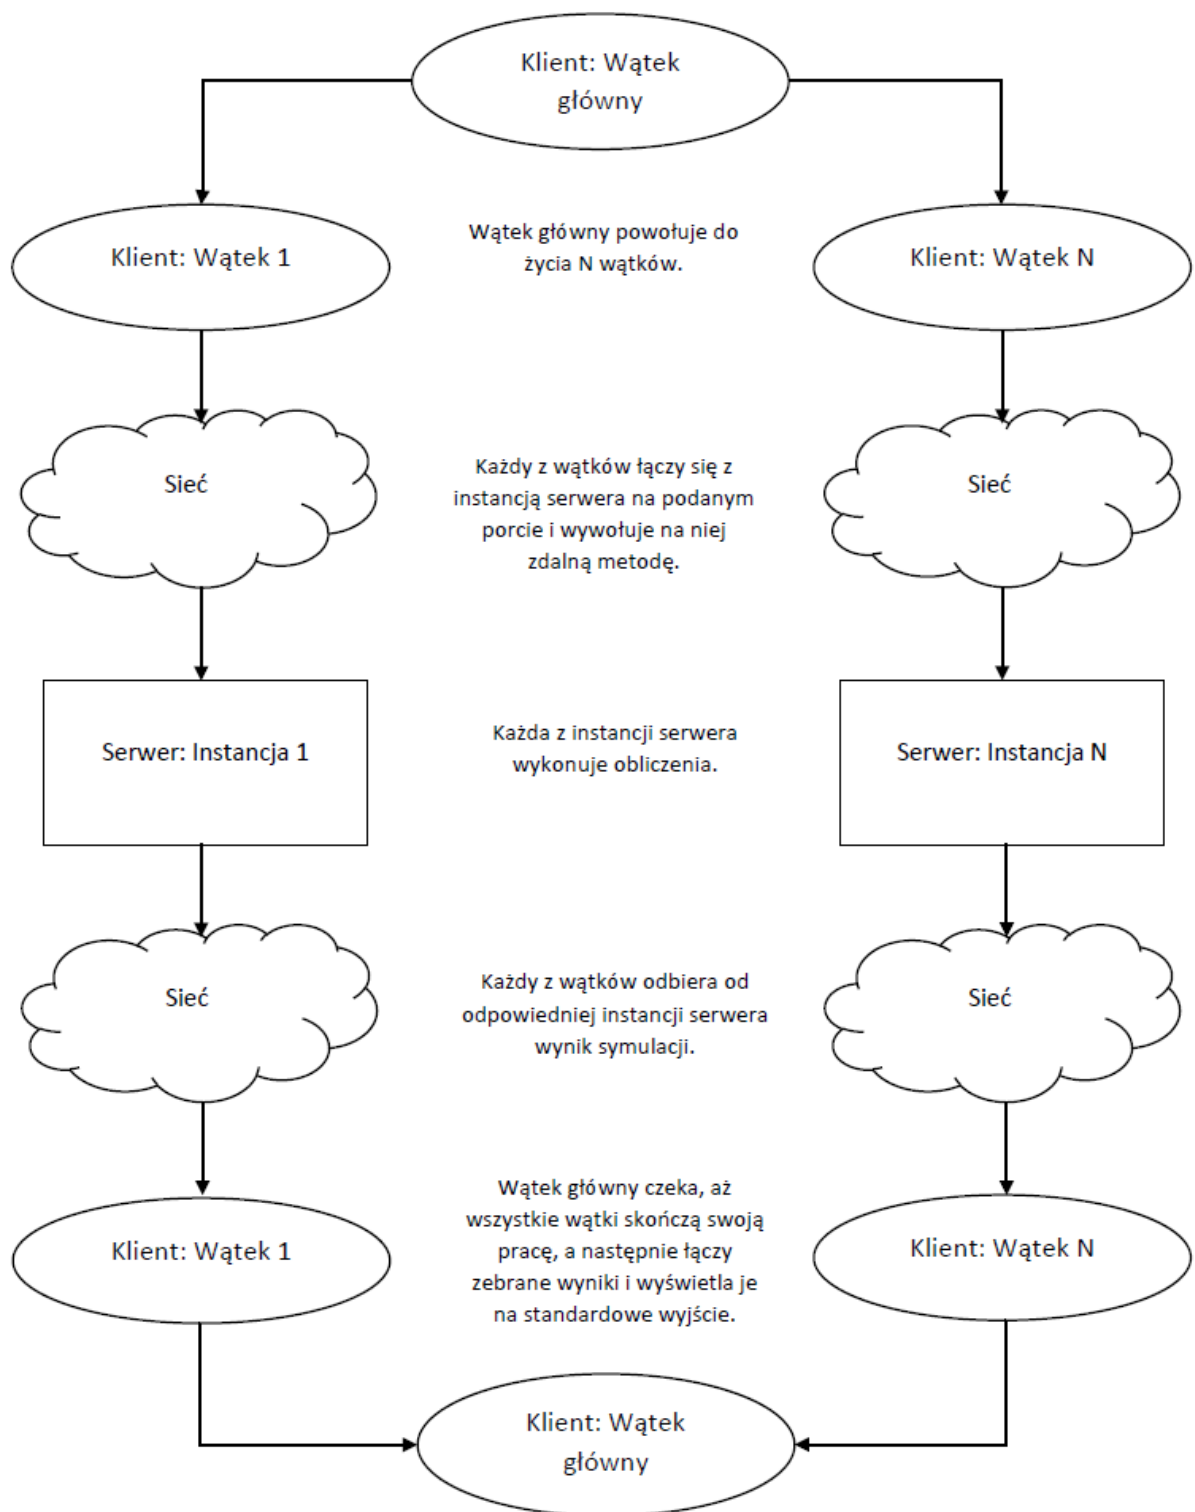 Klient: Wątek
główny
Klient: Wątek 1
Wątek główny powołuje do
życia N wątków.
Klient: Wątek N
Sieć
Każdy z wątków łączy się z
instancją serwera na podanym
porcie i wywołuje na niej
zdalną metodę.
Sieć
Serwer: Instancja 1
Każda z instancji serwera
wykonuje obliczenia.
Serwer: Instancja N
Sieć
Każdy z wątków odbiera od
odpowiedniej instancji serwera
wynik symulacji.
Sieć
Klient: Wątek 1
Wątek główny czeka, aż
wszystkie wątki skończą swoją
pracę, a następnie łączy
zebrane wyniki i wyświetla je
na standardowe wyjście.
Klient: Wątek N
Klient: Wątek
główny